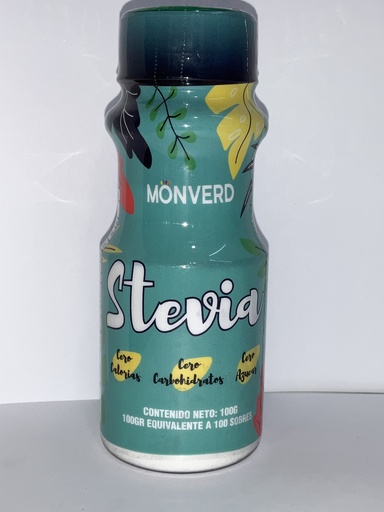 MONVERD
Stevia
Cero Cero Cero
Calorias Carbohidratos Azucar
CONTENIDO NETO: 100G
100GR EQUIVALENTE A 100 SOBRES